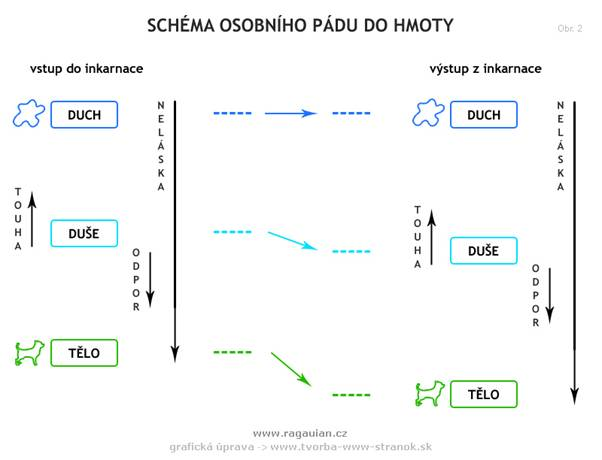 SCHÉMA OSOBNÍHO PÁDU DO HMOTY
Obr. 2
vstup do inkarnace
výstup z inkarnace
DUCH
NELÁSKA
DUCH
NELÁSKA
TOUHA
DUŠE
ODPOR
TOUHA
DUŠE
ODPOR
TĚLO
TĚLO
www.ragauian.cz
grafická úprava -> www.tvorba-www-stranok.sk